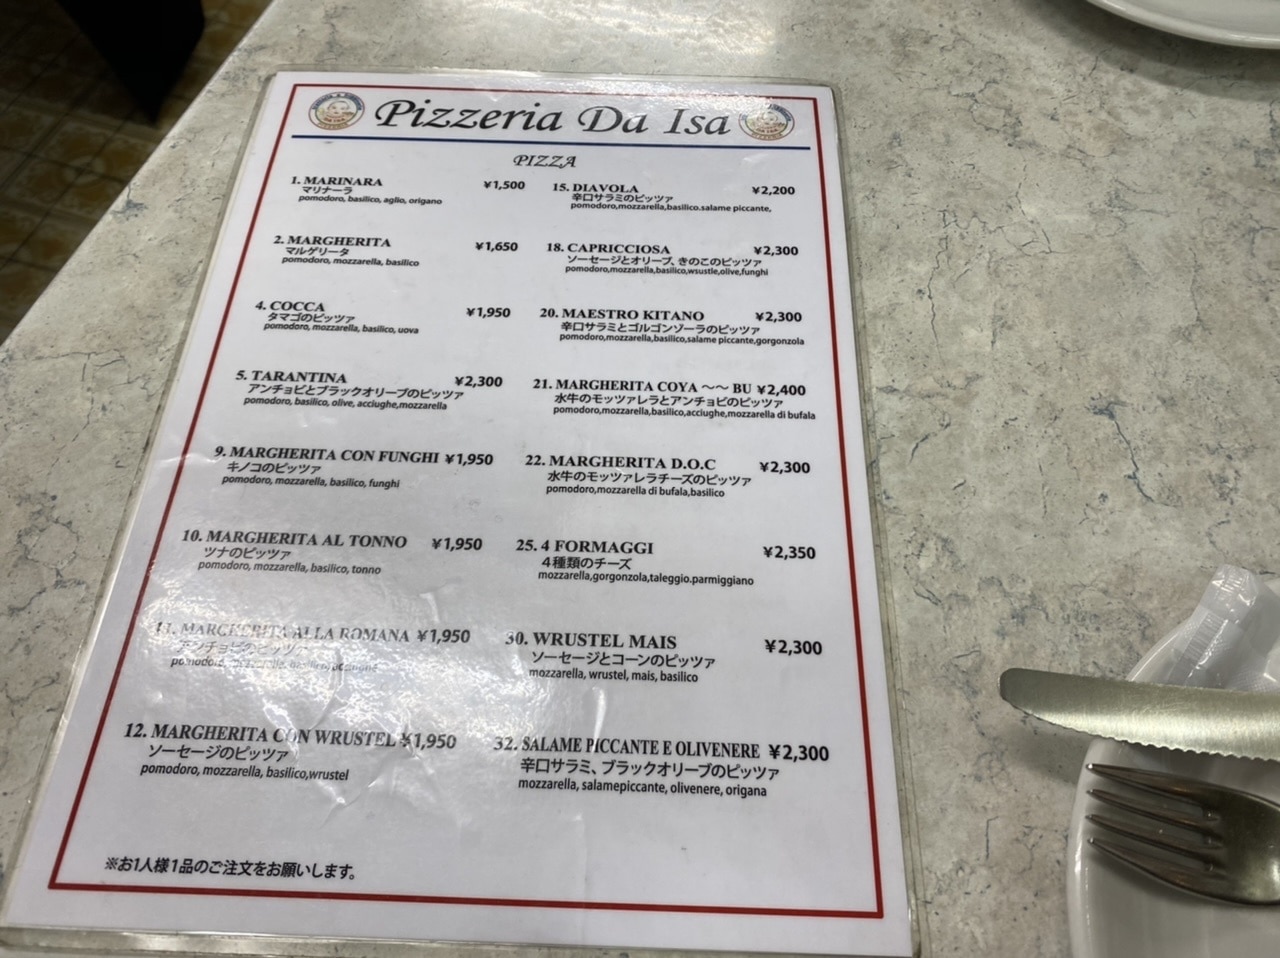 Pizzeria Da Isa
PIZZA
1. MARINARA ¥1,500
マリナーラ
pomodoro, basilico, aglio, origano
2. MARGHERITA ¥1,650
マルゲリータ
pomodoro, mozzarella, basilico
4. COCCA ¥1,950
タマゴのピッツァ
pomodoro, mozzarella, basilico, uova
5. TARANTINA ¥2,300
アンチョビとブラックオリーブのピッツァ
pomodoro, basilico, olive, acciughe,mozzarella
9. MARGHERITA CON FUNGHI ¥1,950
キノコのピッツァ
pomodoro, mozzarella, basilico, funghi
10. MARGHERITA AL TONNO ¥1,950
ツナのピッツァ
pomodoro, mozzarella, basilico, tonno
11. MARGHERITA ALLA ROMANA ¥1,950
アンチョビのピッツァ
pomodoro, mozzarella, basilico, acciughe
12. MARGHERITA CON WRUSTEL ¥1,950
ソーセージのピッツァ
pomodoro, mozzarella, basilico,wrustel
15. DIAVOLA ¥2,200
辛口サラミのピッツァ
pomodoro,mozzarella,basilico.salame piccante,
18. CAPRICCIOSA ¥2,300
ソーセージとオリーブ、きのこのピッツァ
pomodoro,mozzarella,basilico,wsustle,olive,funghi
20. MAESTRO KITANO ¥2,300
辛口サラミとゴルゴンゾーラのピッツァ
pomodoro,mozzarella,basilico,salame piccante,gorgonzola
21. MARGHERITA COYA ～～ BU ¥2,400
水牛のモッツァレラとアンチョビのピッツァ
pomodoro,mozzarella,basilico,acciughe,mozzarella di bufala
22. MARGHERITA D.O.C ¥2,300
水牛のモッツァレラチーズのピッツァ
pomodoro,mozzarella di bufala,basilico
25. 4 FORMAGGI ¥2,350
４種類のチーズ
mozzarella,gorgonzola,taleggio.parmiggiano
30. WRUSTEL MAIS ¥2,300
ソーセージとコーンのピッツァ
mozzarella, wrustel, mais, basilico
32. SALAME PICCANTE E OLIVENERE ¥2,300
辛口サラミ、ブラックオリーブのピッツァ
mozzarella, salamepiccante, olivenere, origana
※お1人様1品のご注文をお願いします。